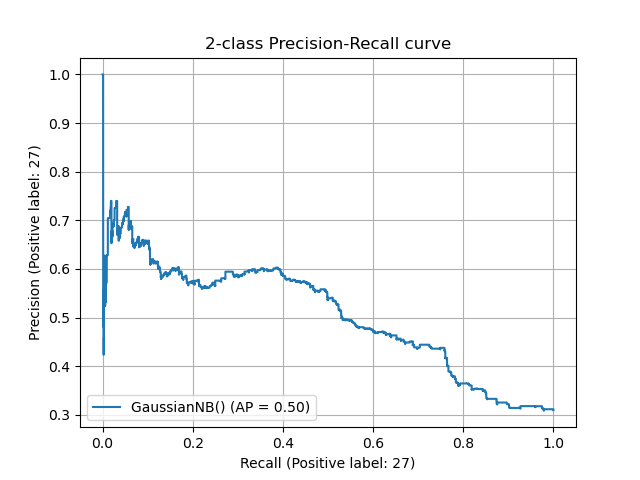 2-class Precision-Recall curve
Precision (Positive label: 27)
1.0
0.9
0.8
0.7
0.6
0.5
0.4
0.3
GaussianNB() (AP = 0.50)
0.0 0.2 0.4 0.6 0.8 1.0
Recall (Positive label: 27)